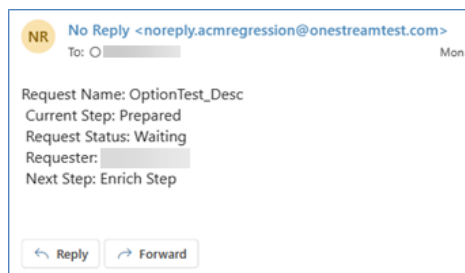 NR
No Reply <noreply.acmregression@onestreamtest.com>
To: O
Mon
Request Name: OptionTest_Desc
Current Step: Prepared
Request Status: Waiting
Requester:
Next Step: Enrich Step
Reply
Forward